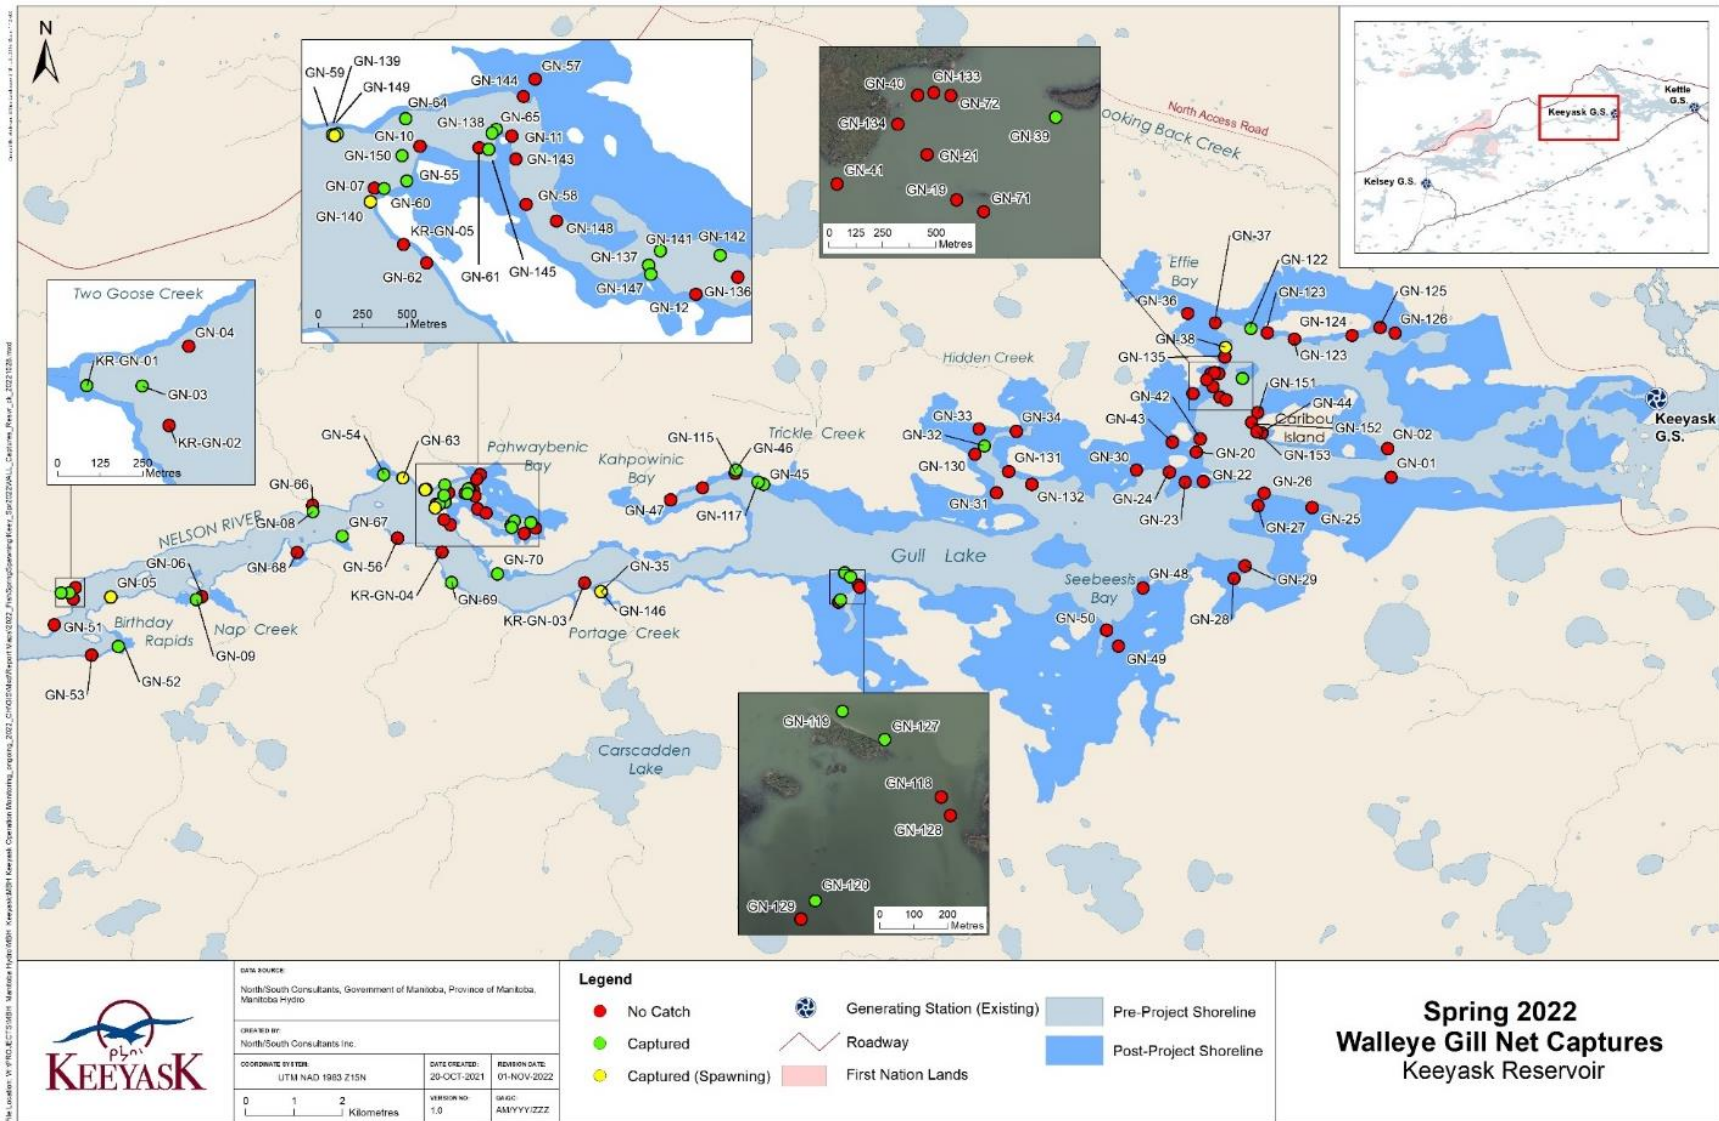 N
GN-59
GN-139
GN-149
GN-64
GN-138
GN-144
GN-57
GN-65
GN-10
GN-11
GN-150
GN-143
GN-55
GN-07
GN-60
GN-58
GN-140
KR-GN-05
GN-148
GN-141
GN-142
GN-137
GN-62
GN-61
GN-145
GN-147
GN-12
GN-136
0 250 500
Metres
GN-40
GN-133
GN-72
GN-134
GN-69
GN-21
GN-41
GN-19
GN-71
0 125 250 500
Metres
North Access Road
ooking Back Creek
Kettle
G.S.
Keeyask G.S.
Kelsey G.S.
Two Goose Creek
GN-04
KR-GN-01
GN-03
KR-GN-02
0 125 250
Metres
GN-37
Effie
Bay
GN-122
GN-36
GN-123
GN-125
GN-124
GN-126
GN-38
GN-123
GN-135
Hidden Creek
GN-151
GN-42
GN-44
GN-43
Caribou
Island
GN-152
GN-153
GN-02
GN-01
GN-33
GN-34
GN-32
GN-130
GN-131
GN-30
GN-20
GN-22
GN-24
GN-26
GN-31
GN-132
GN-23
GN-27
GN-25
Keeyask
G.S.
GN-54
GN-63
Pahwaybenic
Bay
GN-115
GN-46
Trickle Creek
Kahpowinic
Bay
GN-45
GN-66
GN-47
GN-117
NELSON RIVER
GN-08
GN-67
GN-06
GN-68
GN-56
GN-70
GN-35
Gull Lake
Seebeesis
Bay
GN-48
GN-29
GN-05
KR-GN-04
GN-69
KR-GN-03
GN-146
GN-51
Birthday
Rapids
Nap Creek
Portage Creek
GN-50
GN-28
GN-49
GN-09
GN-53
GN-52
Carscadden
Lake
GN-119
GN-127
GN-118
GN-128
GN-120
GN-129
0 200 200
Metres
KEEYASK
DATA SOURCE:
North/South Consultants, Government of Manitoba, Province of Manitoba,
Manitoba Hydro
CREATED BY:
North/South Consultants Inc.
COORDINATE SYSTEM:
UTM NAD 1983 Z15N
DATE CREATED:
20-OCT-2021
REVISION DATE:
01-NOV-2022
0 1 2
Kilometres
VERSION NO:
1.0
QA/QC:
AM/YYY/ZZZ
Legend
No Catch
Captured
Captured (Spawning)
Generating Station (Existing)
Roadway
First Nation Lands
Pre-Project Shoreline
Post-Project Shoreline
Spring 2022
Walleye Gill Net Captures
Keeyask Reservoir